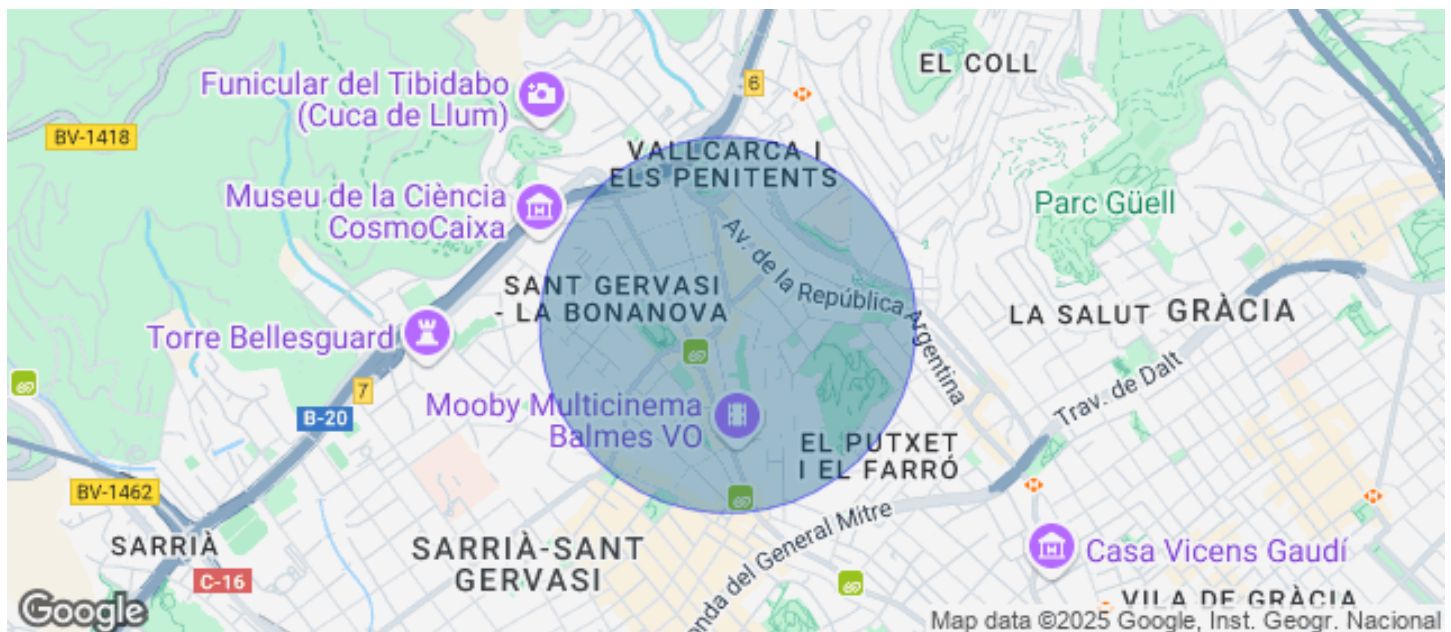 EL COLL
6
Funicular del Tibidabo
(Cuca de Llum)
BV-1418
VALLCARCA I
ELS PENITENTS
Museu de la Ciència
CosmoCaixa
Parc Güell
Av. de la República Argentina
SANT GERVASI
- LA BONANOVA
LA SALUT
GRÀCIA
Torre Bellesguard
7
B-20
Trav. de Dalt
Mooby Multicinema
Balmes VO
EL PUTXET
I EL FARRÓ
BV-1462
SARRIÀ
C-16
SARRIÀ-SANT
GERVASI
onda del General Mitre
Casa Vicens Gaudí
VILA DE GRÀCIA
Google
Map data ©2025 Google, Inst. Geogr. Nacional